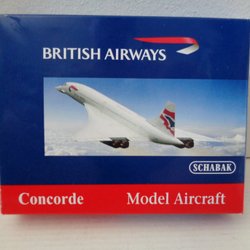 BRITISH AIRWAYS
SCHABAK
Concorde Model Aircraft